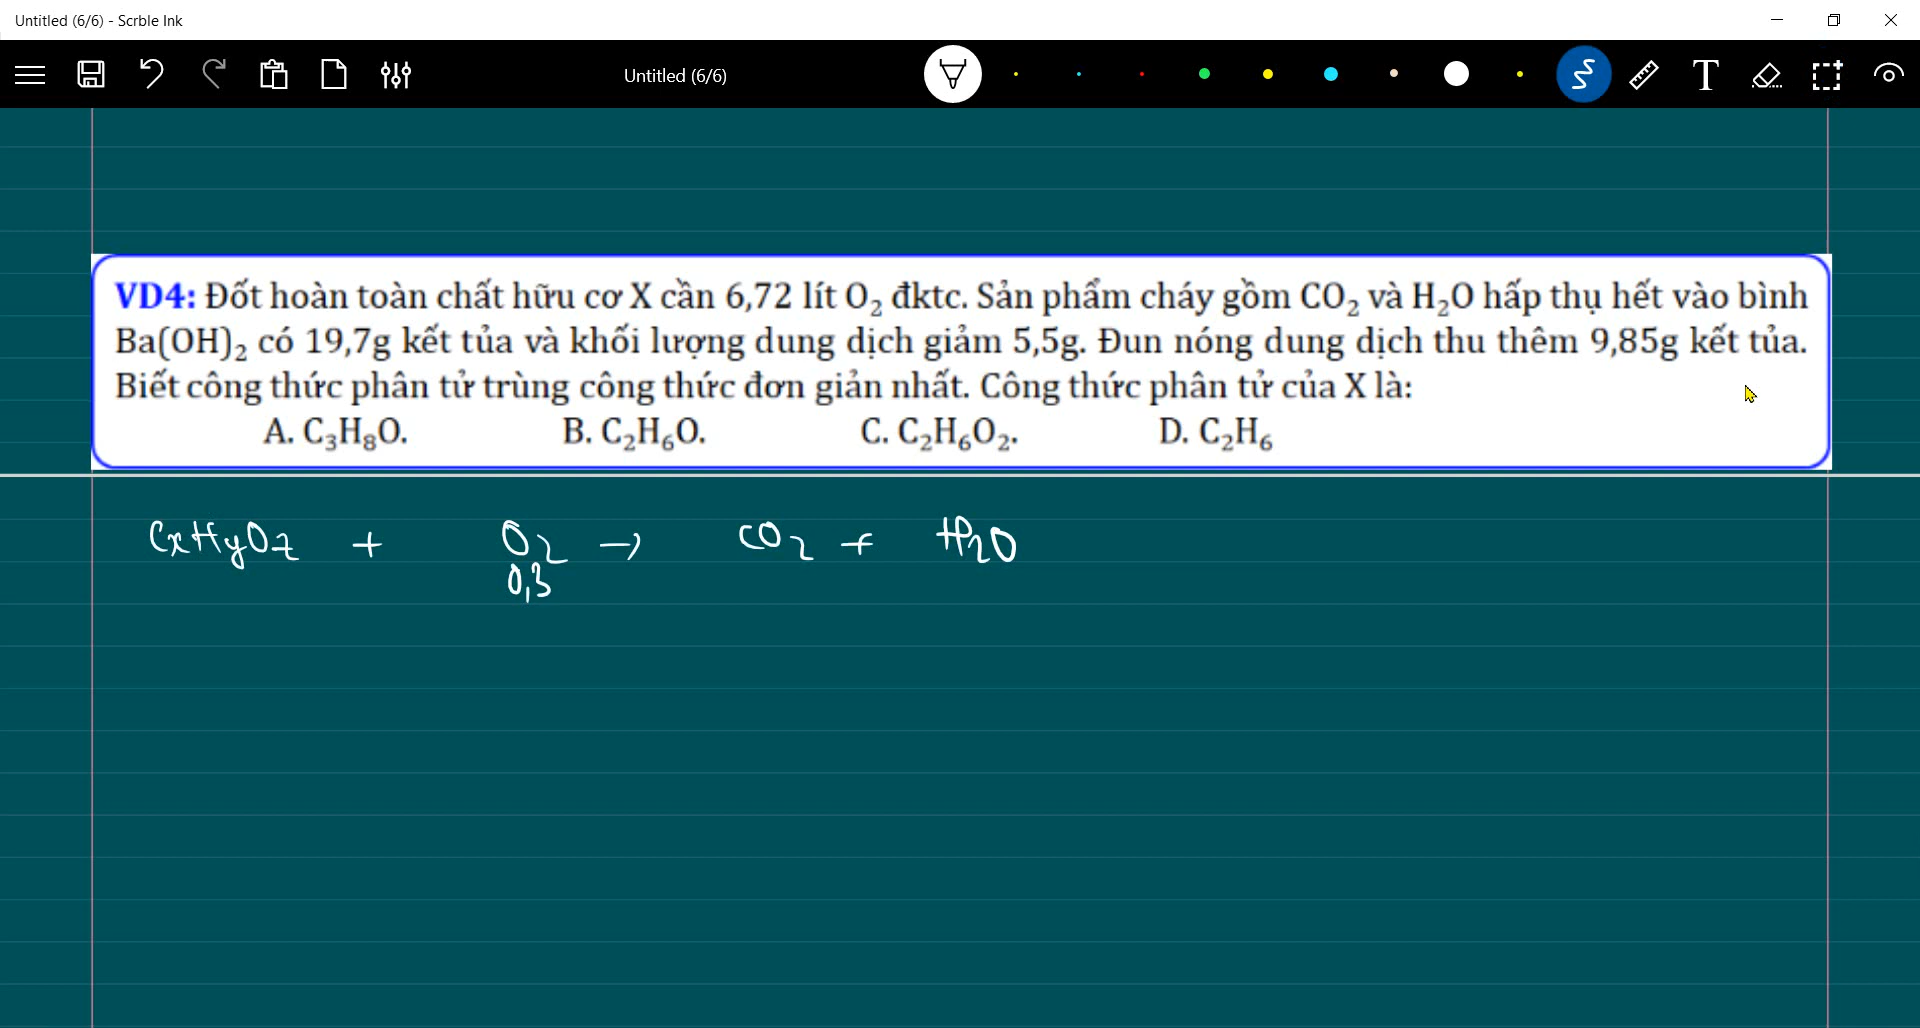 Untitled (6/6) - Scrble Ink
Untitled (6/6)
T
VD4: Đốt hoàn toàn chất hữu cơ X cần 6,72 lít O₂ đktc. Sản phẩm cháy gồm CO₂ và H₂O hấp thụ hết vào bình
Ba(OH)₂ có 19,7g kết tủa và khối lượng dung dịch giảm 5,5g. Đun nóng dung dịch thu thêm 9,85g kết tủa.
Biết công thức phân tử trùng công thức đơn giản nhất. Công thức phân tử của X là:
A. C₃H₈O. B. C₂H₆O. C. C₂H₆O₂. D. C₂H₆
CxHyOz + O₂ → CO₂ + H₂O
0,3